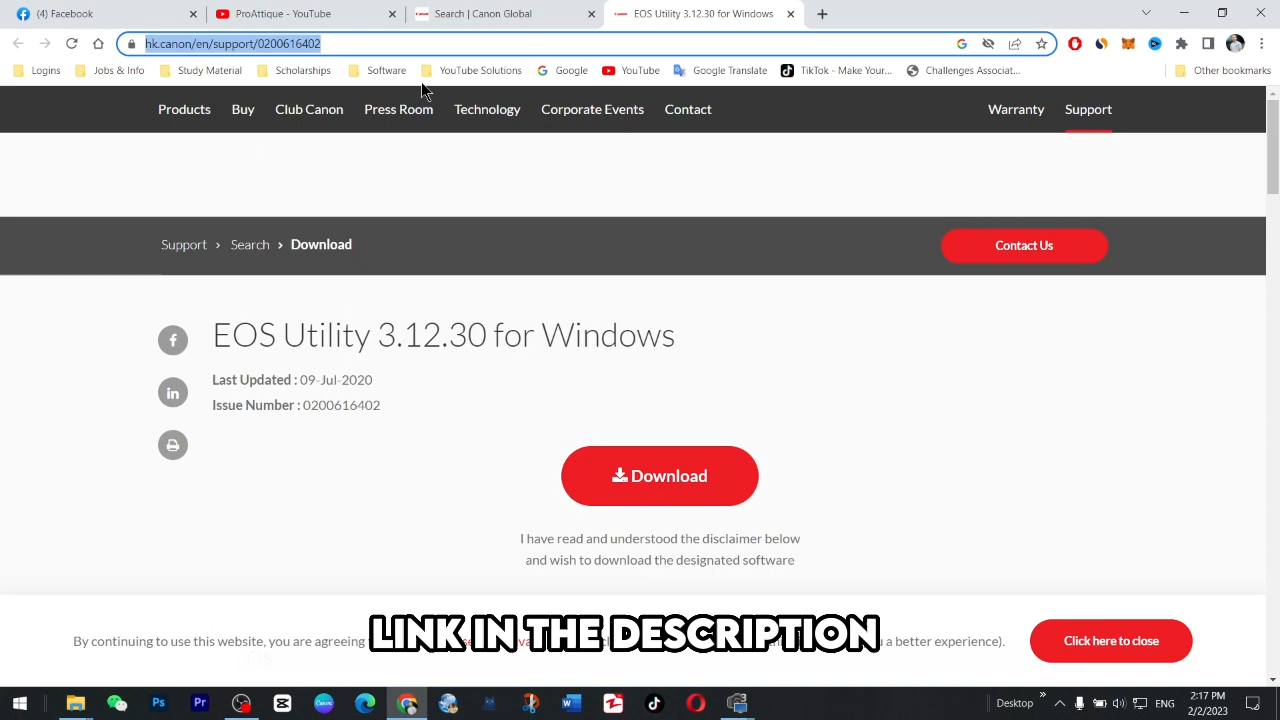 (4) Facebook
ProAttique - YouTube
Search | Canon Global
EOS Utility 3.12.30 for Windows
hk.canon/en/support/0200616402
Logins
Jobs & Info
Study Material
Scholarships
Software
YouTube Solutions
Google
YouTube
Google Translate
TikTok - Make Your...
Challenges Associat...
Other bookmarks
Products
Buy
Club Canon
Press Room
Technology
Corporate Events
Contact
Warranty
Support
Support > Search > Download
Contact Us
EOS Utility 3.12.30 for Windows
Last Updated : 09-Jul-2020
Issue Number : 0200616402
Download
I have read and understood the disclaimer below
and wish to download the designated software
By continuing to use this website, you are agreeing
a better experience).
LINK IN THE DESCRIPTION
Click here to close
Desktop
ENG
2:17 PM
2/2/2023